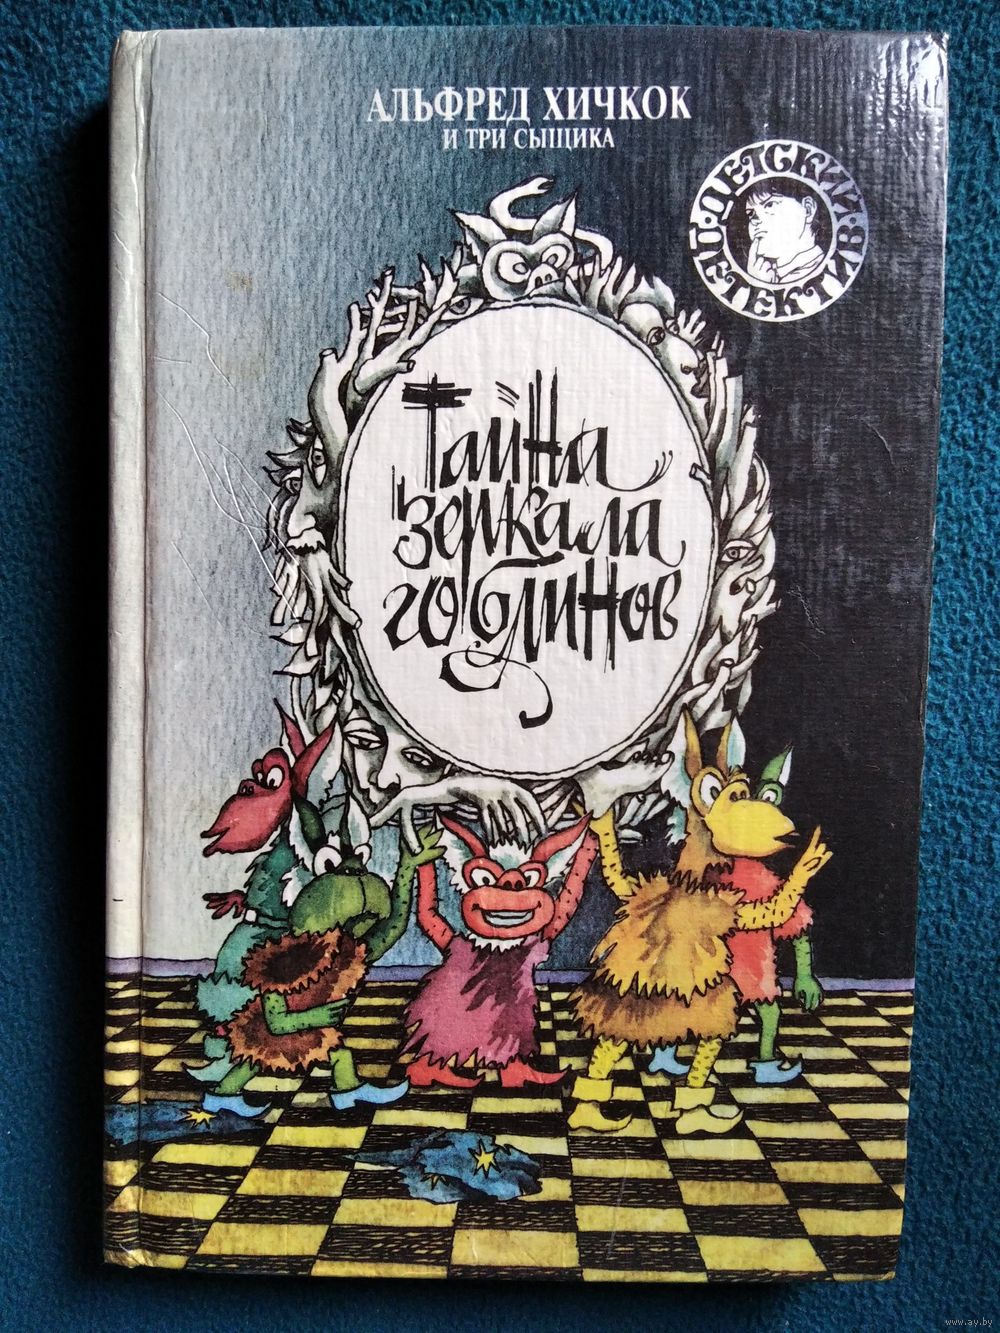 АЛЬФРЕД ХИЧКОК
И ТРИ СЫЩИКА
ДЕТСКИЙ · ДЕТЕКТИВ ·
Тайна
зеркала
гоблинов
www.ay.by